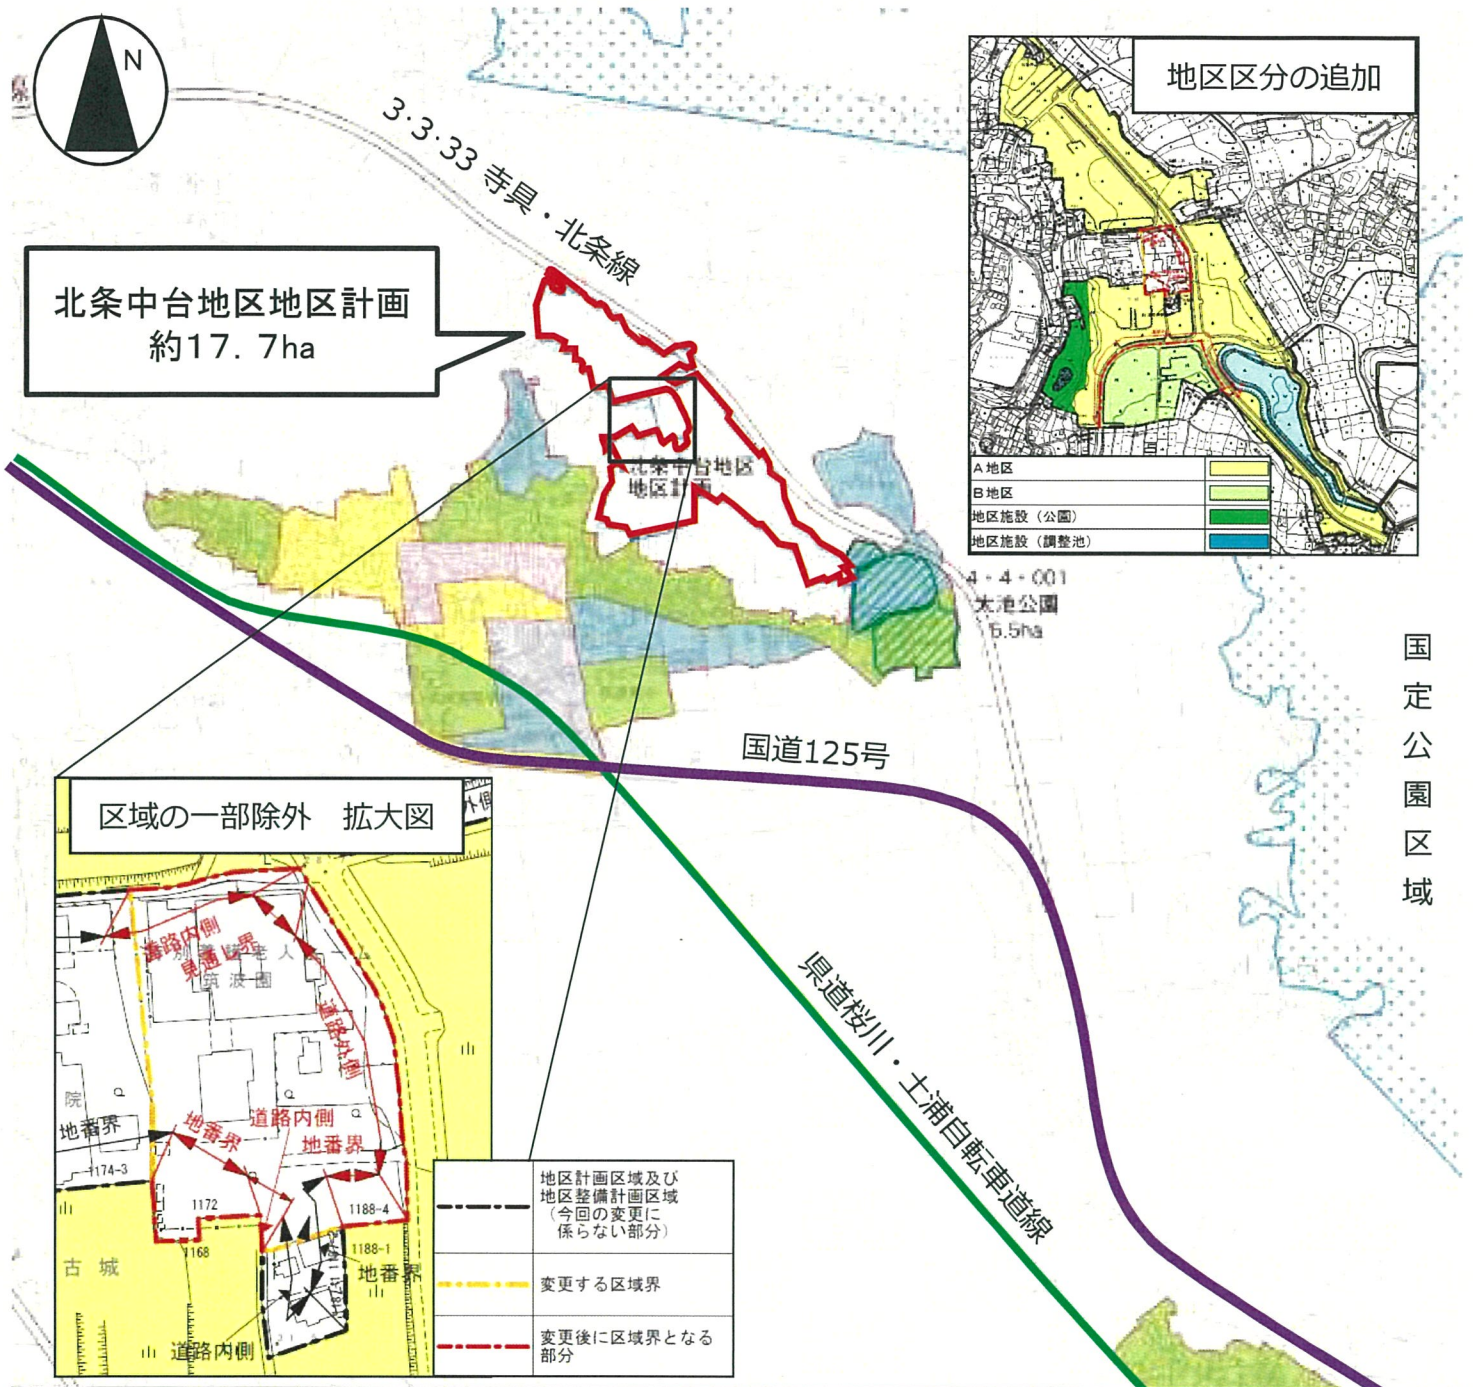 N
3・3・33 寺具・北条線
地区区分の追加
北条中台地区地区計画
約17. 7ha
北条中台地区
地区計画
A地区
B地区
地区施設（公園）
地区施設（調整池）
4・4・001
大池公園
5.5ha
国定公園区域
国道125号
県道桜川・土浦自転車道線
区域の一部除外　拡大図
外側
道路内側
見通し界
筑波園
道路外側
院
地番界
地番界
道路内側
地番界
1174-3
1172
1188-4
1168
1188-1
地番界
古城
道路内側
山
山
山
山
地区計画区域及び
地区整備計画区域
（今回の変更に
係らない部分）
変更する区域界
変更後に区域界となる
部分